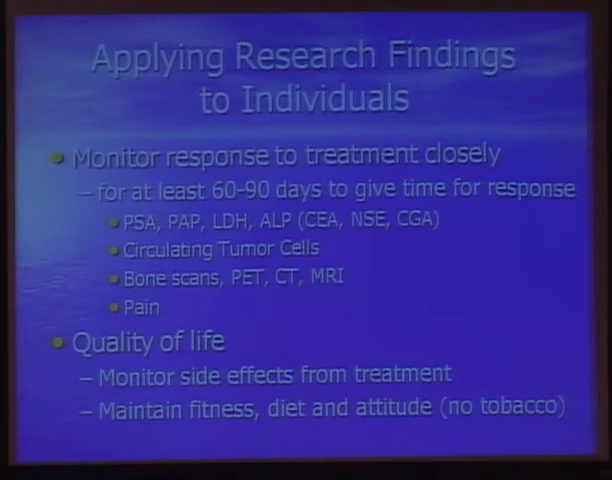 Applying Research Findings
to Individuals
Monitor response to treatment closely
– for at least 60-90 days to give time for response
PSA, PAP, LDH, ALP (CEA, NSE, CGA)
Circulating Tumor Cells
Bone scans, PET, CT, MRI
Pain
Quality of life
– Monitor side effects from treatment
– Maintain fitness, diet and attitude (no tobacco)